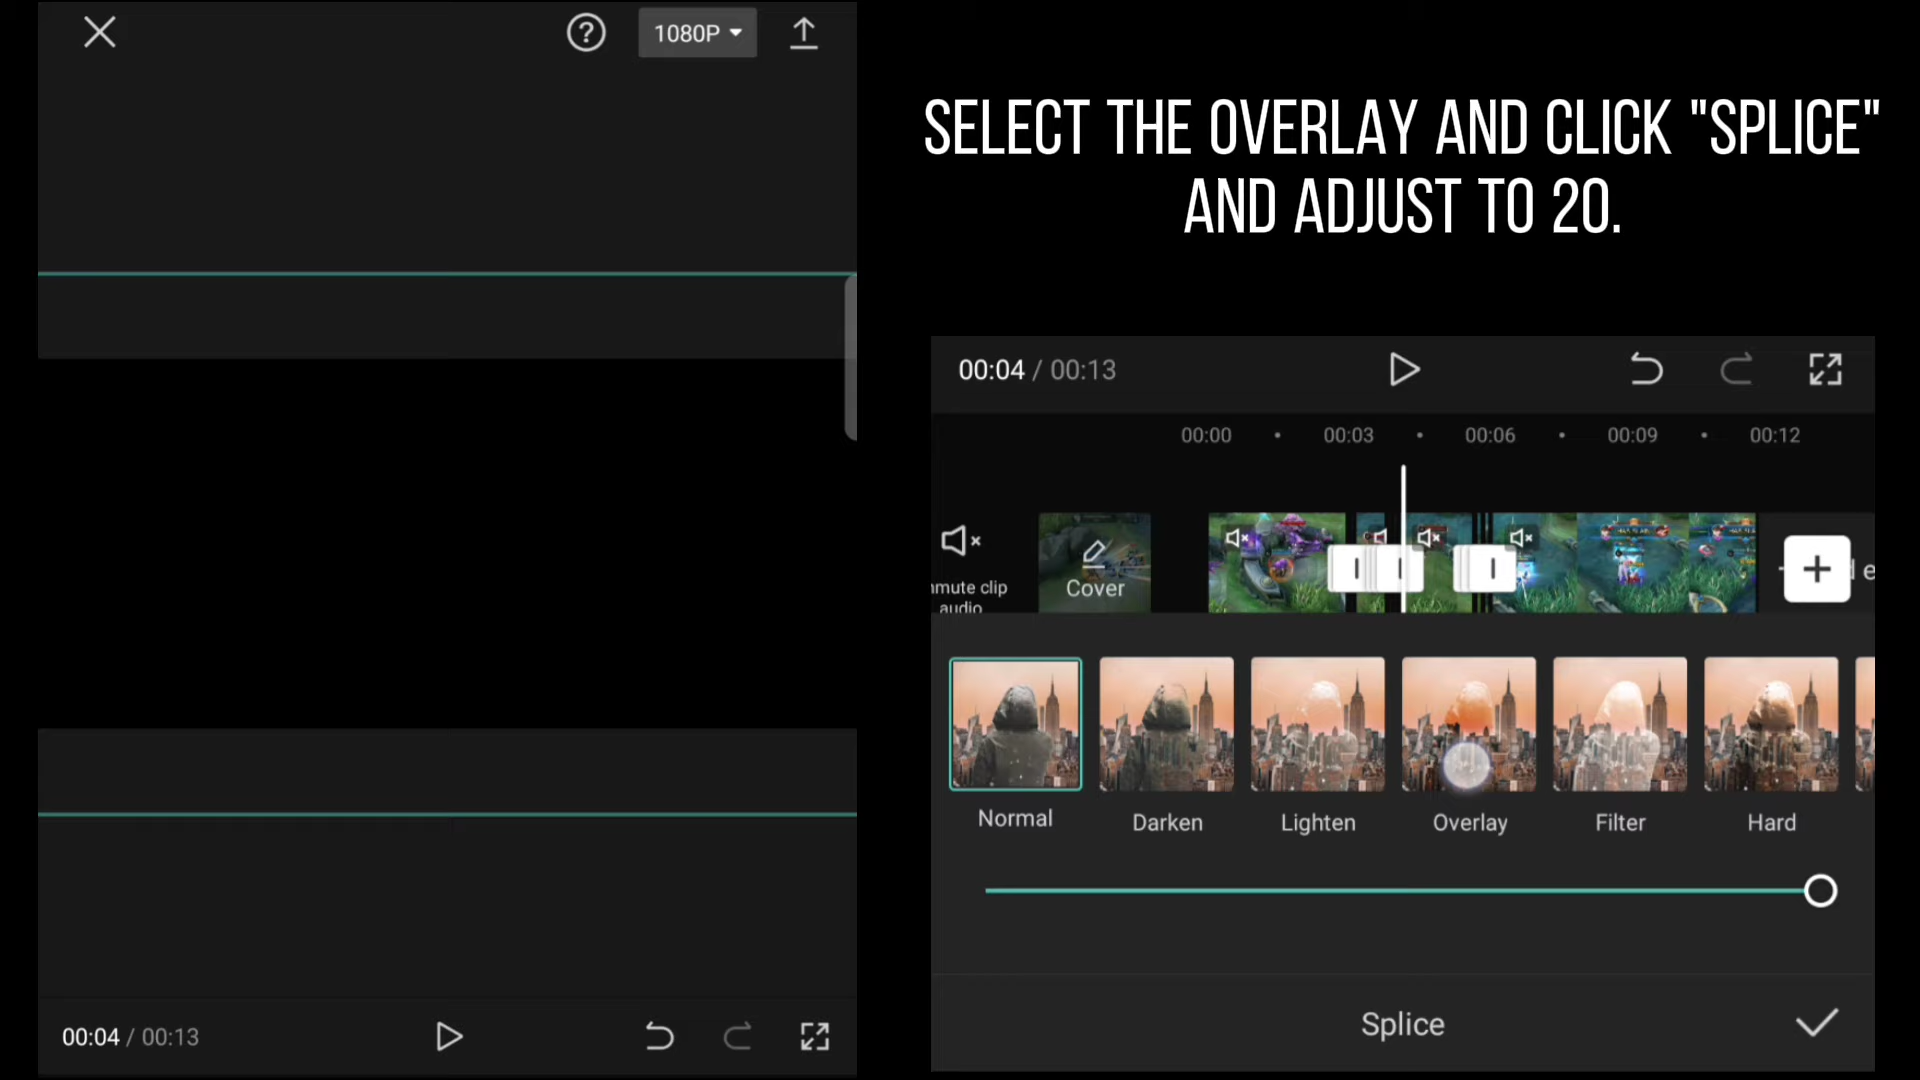 1080P
SELECT THE OVERLAY AND CLICK "SPLICE"
AND ADJUST TO 20.
00:04 / 00:13
00:00 00:03 00:06 00:09 00:12
mute clip
audio
Cover
Normal Darken Lighten Overlay Filter Hard
Splice
00:04 / 00:13